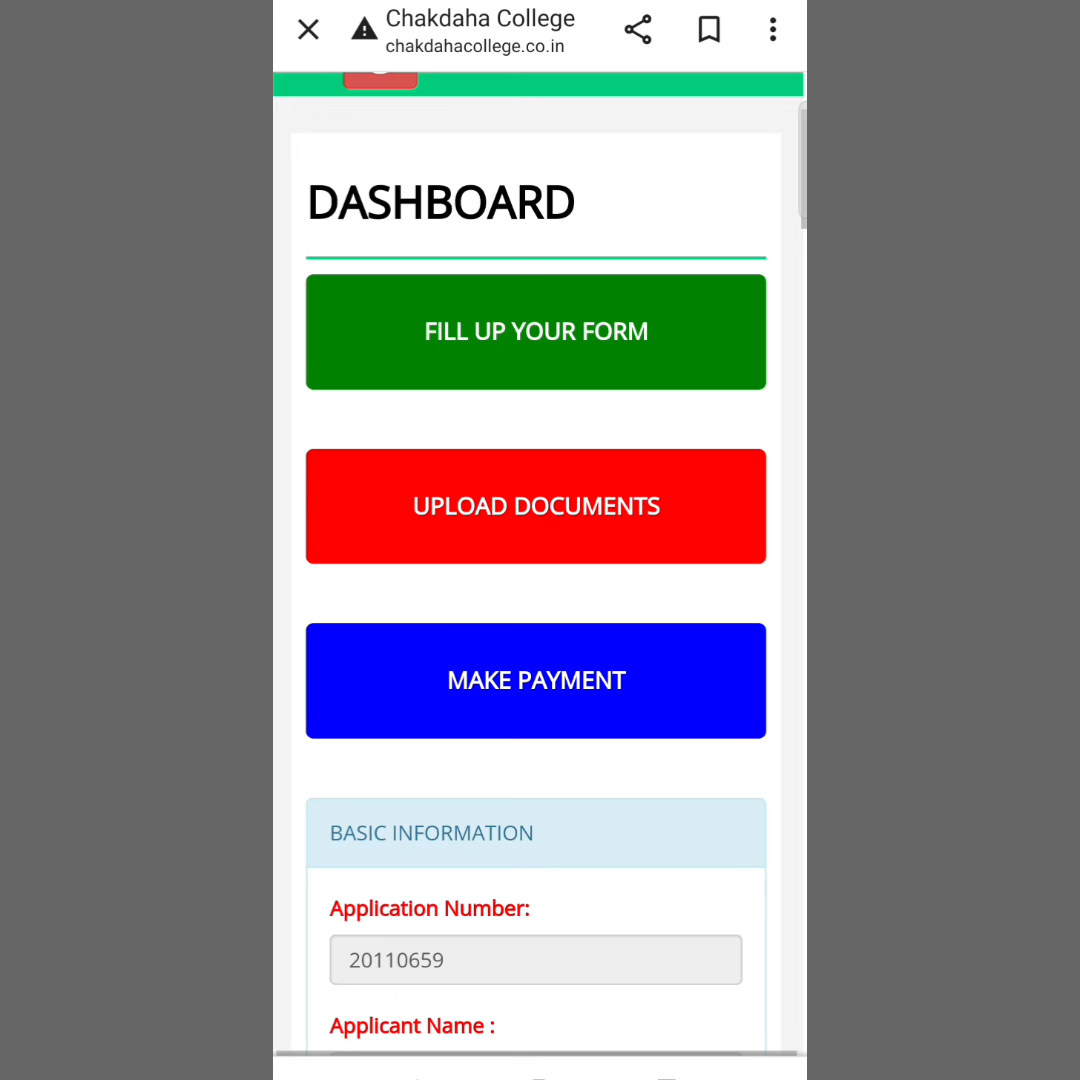 Chakdaha College
chakdahacollege.co.in
DASHBOARD
FILL UP YOUR FORM
UPLOAD DOCUMENTS
MAKE PAYMENT
BASIC INFORMATION
Application Number:
20110659
Applicant Name :